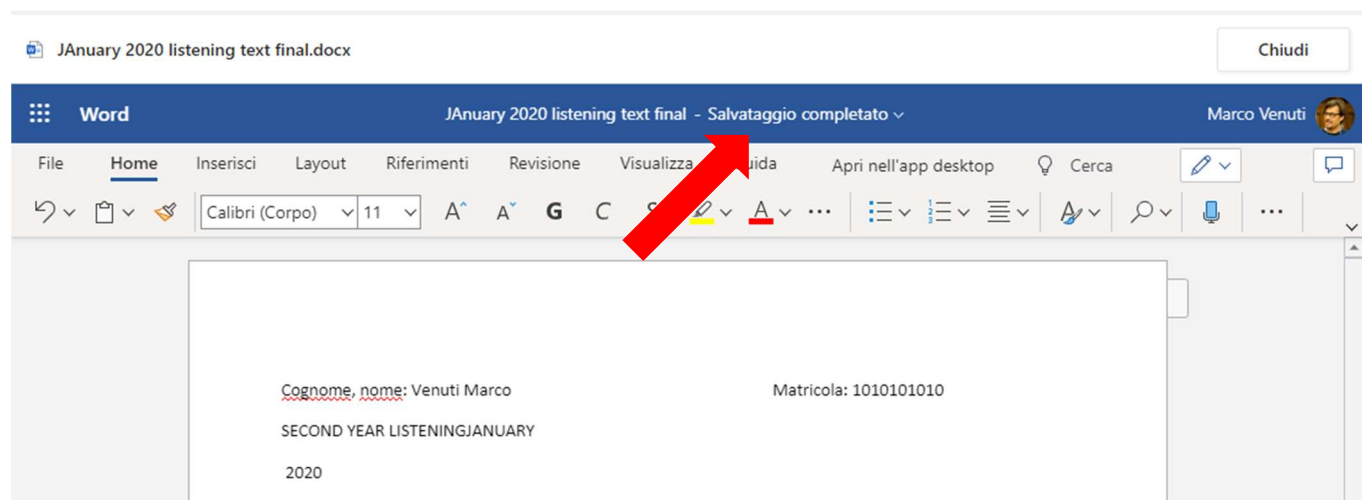 JAnuary 2020 listening text final.docx Chiudi
Word JAnuary 2020 listening text final - Salvataggio completato Marco Venuti
File Home Inserisci Layout Riferimenti Revisione Visualizza Apri nell'app desktop Cerca
Calibri (Corpo) 11 A A G C A
Cognome, nome: Venuti Marco Matricola: 1010101010
SECOND YEAR LISTENINGJANUARY
2020